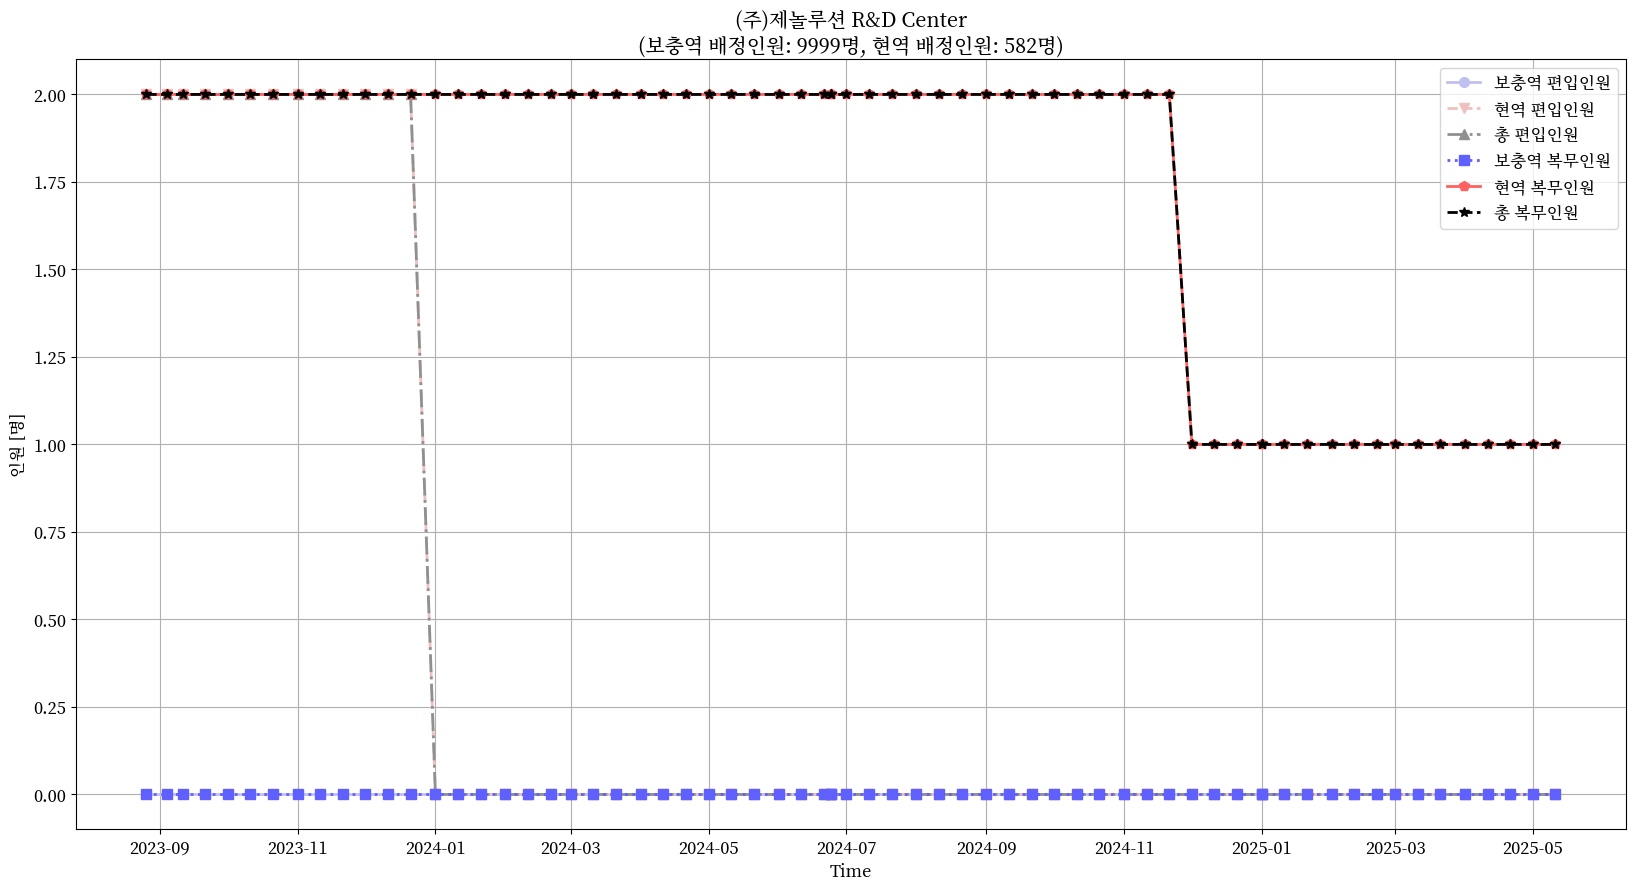 (주)제놀루션 R&D Center
(보충역 배정인원: 9999명, 현역 배정인원: 582명)
보충역 편입인원
현역 편입인원
총 편입인원
보충역 복무인원
현역 복무인원
총 복무인원
인원 [명]
2.00
1.75
1.50
1.25
1.00
0.75
0.50
0.25
0.00
2023-09 2023-11 2024-01 2024-03 2024-05 2024-07 2024-09 2024-11 2025-01 2025-03 2025-05
Time